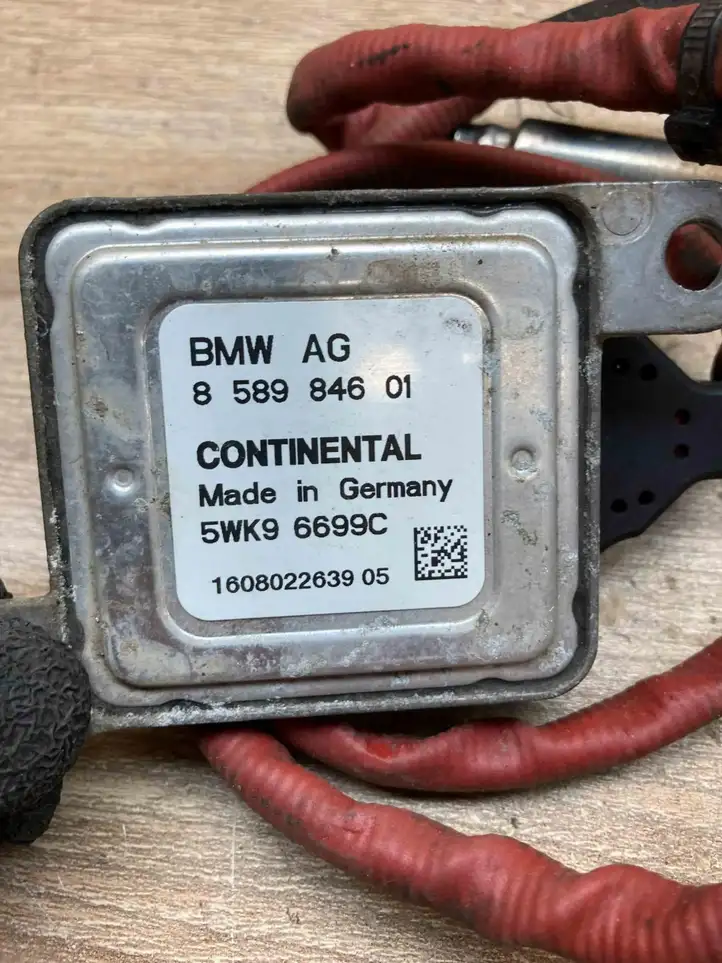 BMW AG
8 589 846 01
CONTINENTAL
Made in Germany
5WK9 6699C
1608022639 05